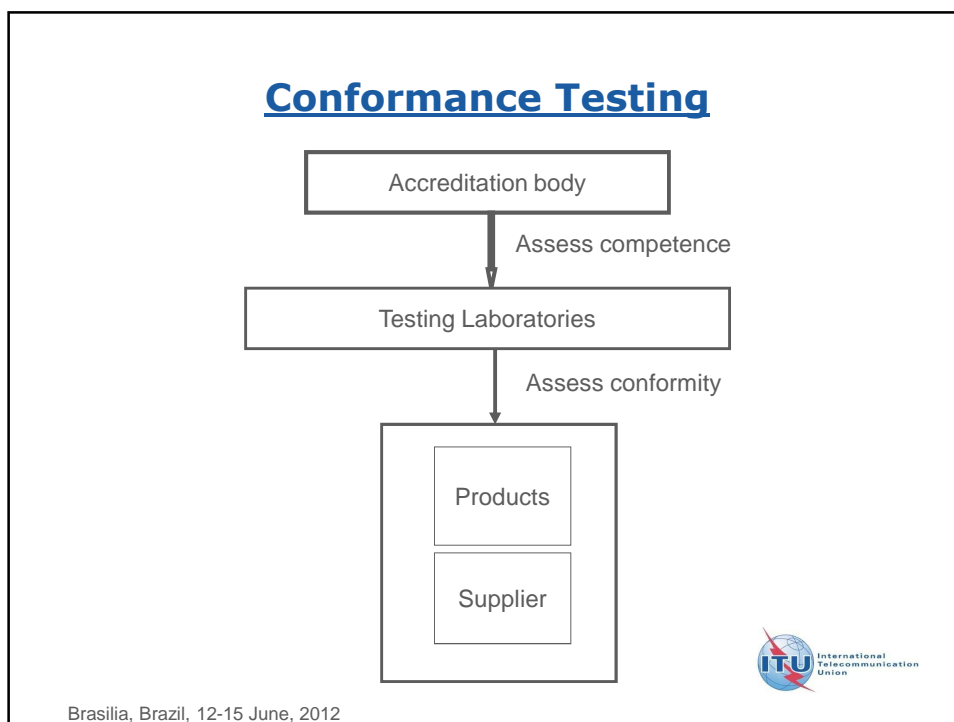 Conformance Testing
Accreditation body
Assess competence
Testing Laboratories
Assess conformity
Products
Supplier
ITU
International
Telecommunication
Union
Brasilia, Brazil, 12-15 June, 2012